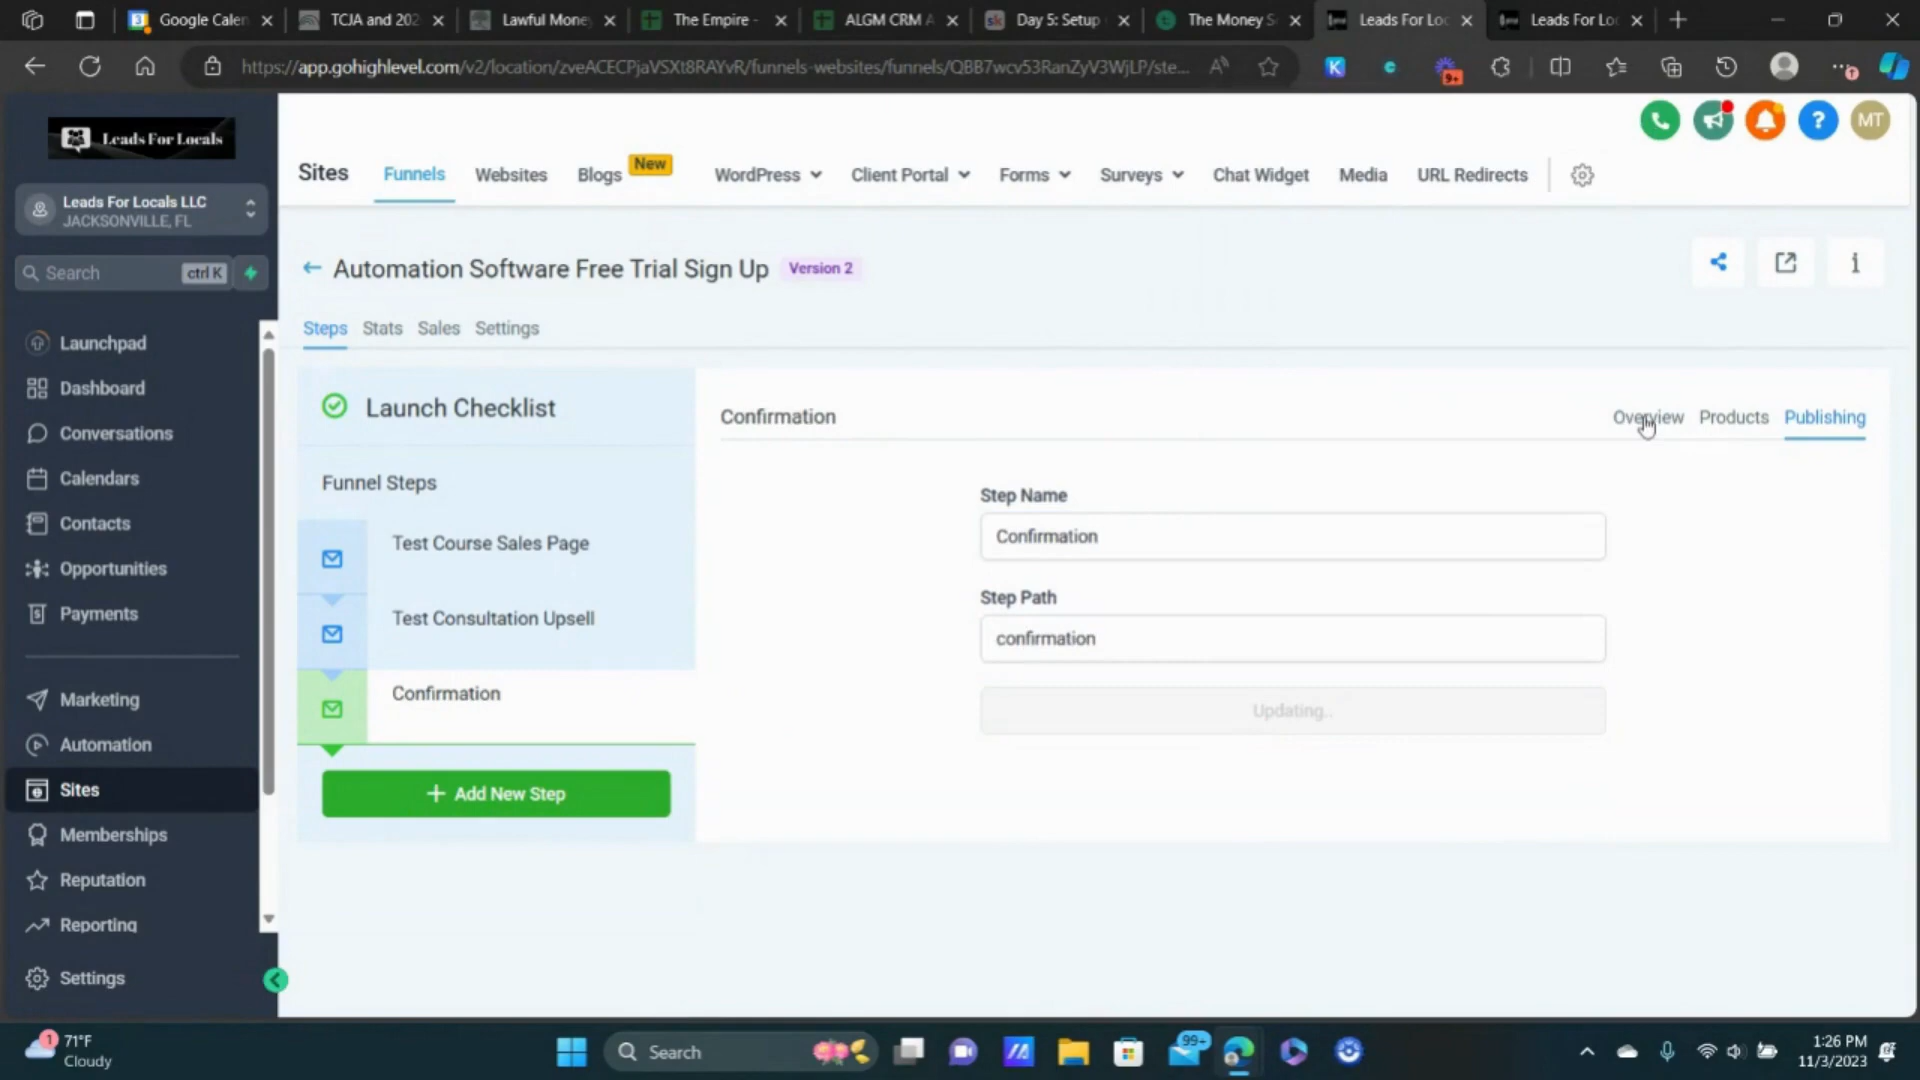 Google Calen
TCJA and 202
Lawful Mone
The Empire -
ALGM CRM A
Day 5: Setup
The Money S
Leads For Loc
Leads For Lo
https://app.gohighlevel.com/v2/location/zveACECPjaVSXt8RAYvR/funnels-websites/funnels/QBB7wcv53RanZyV3WjLP/ste...
9+
Leads For Locals
Leads For Locals LLC
JACKSONVILLE, FL
Search
ctrl K
Launchpad
Dashboard
Conversations
Calendars
Contacts
Opportunities
Payments
Marketing
Automation
Sites
Memberships
Reputation
Reporting
Settings
MT
Sites
Funnels
Websites
Blogs
New
WordPress
Client Portal
Forms
Surveys
Chat Widget
Media
URL Redirects
Automation Software Free Trial Sign Up
Version 2
Steps
Stats
Sales
Settings
Launch Checklist
Funnel Steps
Test Course Sales Page
Test Consultation Upsell
Confirmation
+ Add New Step
Confirmation
Overview
Products
Publishing
Step Name
Confirmation
Step Path
confirmation
Updating..
1
71°F
Cloudy
Search
99+
1:26 PM
11/3/2023